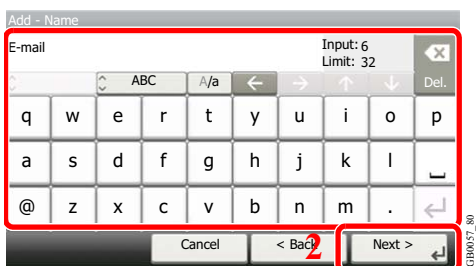 Add - Name
E-mail
Input: 6
Limit: 32
ABC A/a ← → ↑ ↓ Del.
q w e r t y u i o p
a s d f g h j k l
@ z x c v b n m .
Cancel < Back 2 Next >
GB0057_80